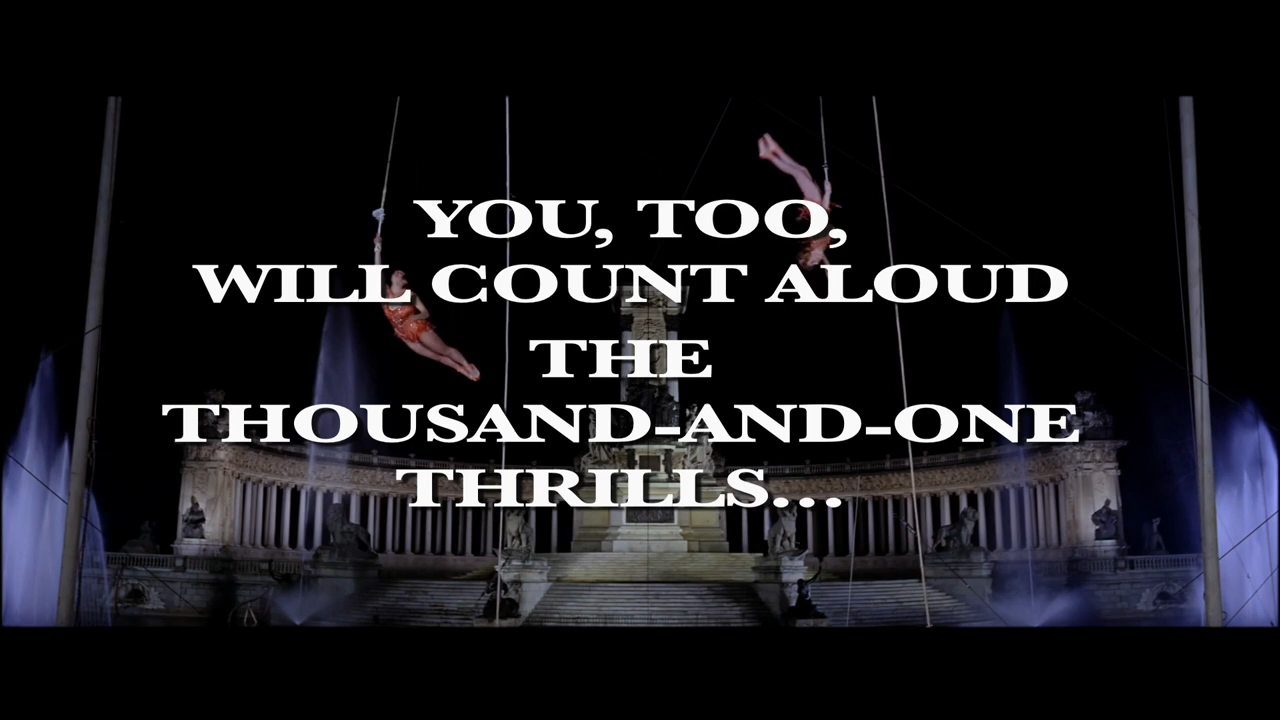 YOU, TOO,
WILL COUNT ALOUD
THE
THOUSAND-AND-ONE
THRILLS...